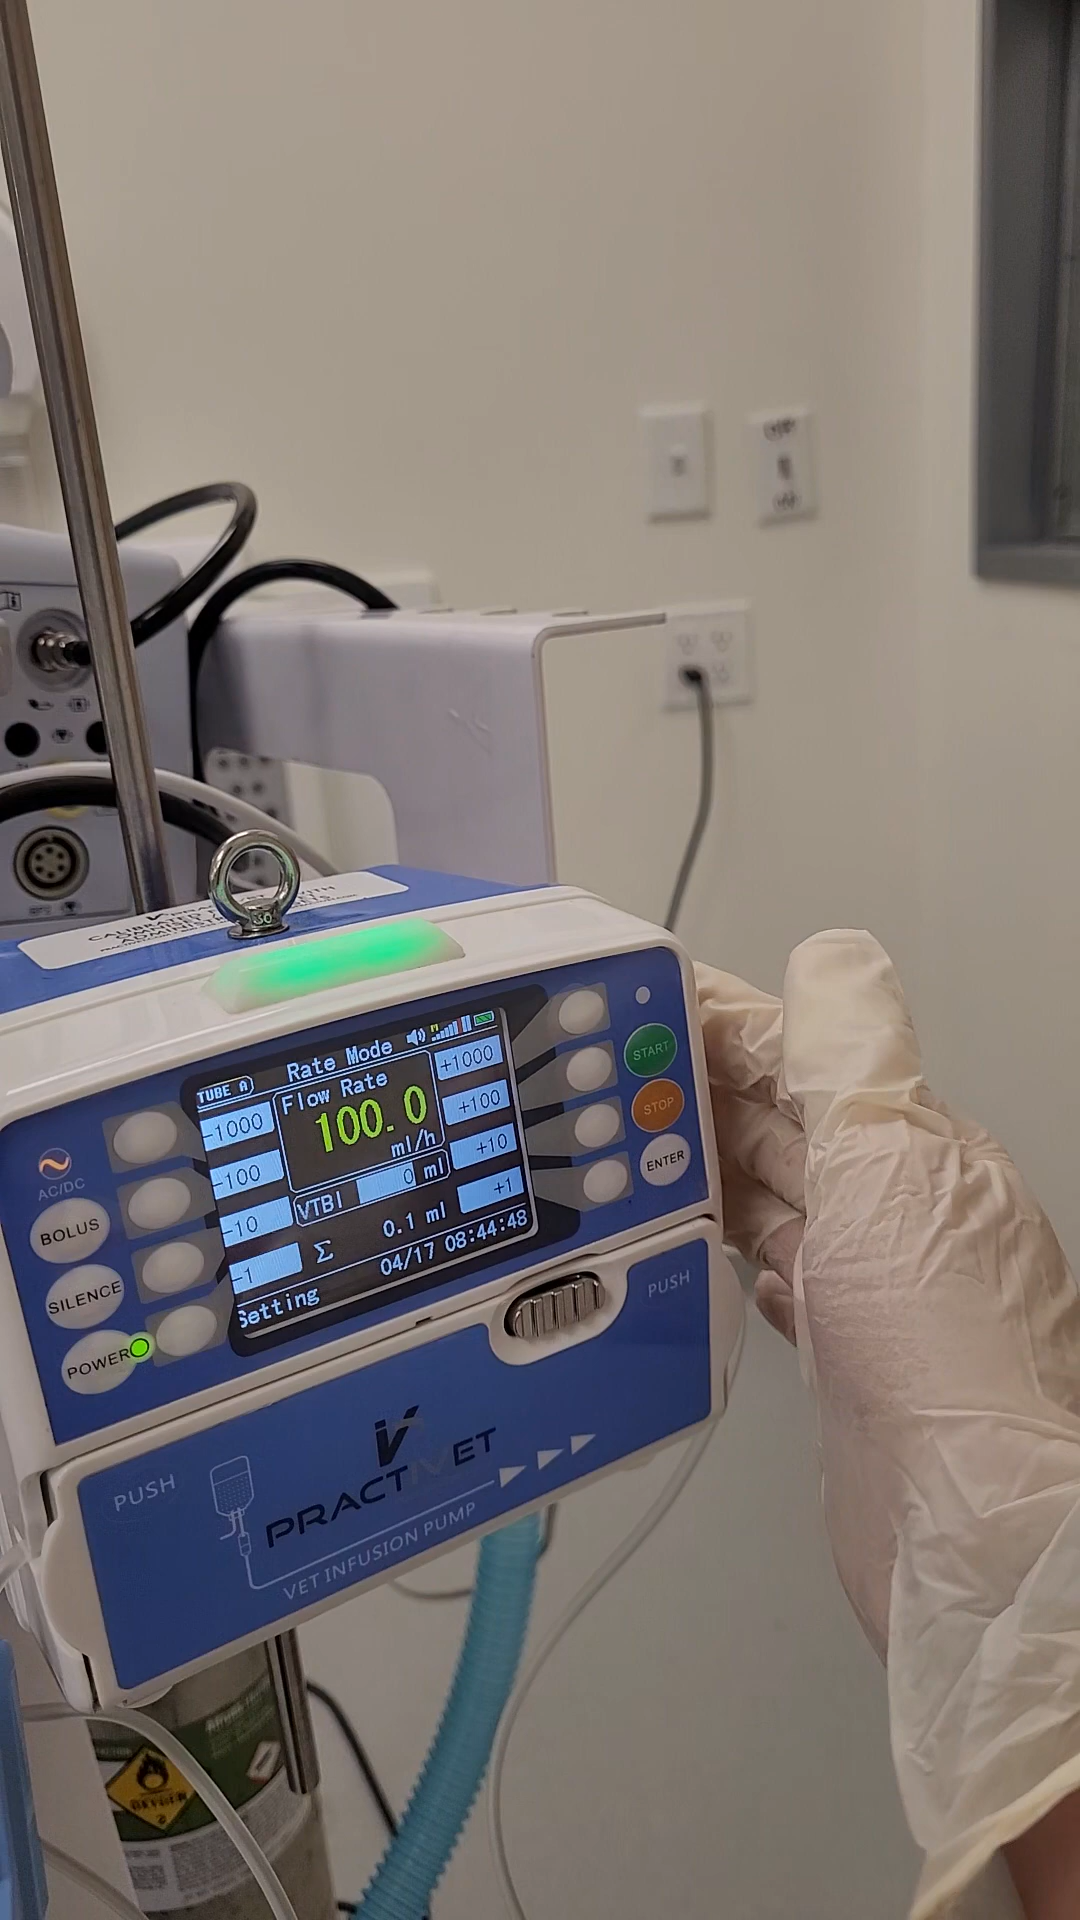 TUBE A
Rate Mode
Flow Rate
100.0
ml/h
-1000
-100
-10
-1
+1000
+100
+10
+1
VTBI 0 ml
Σ 0.1 ml
04/17 08:44:48
Setting
AC/DC
BOLUS
SILENCE
POWER
START
STOP
ENTER
PUSH
PUSH
PRACTIVET
VET INFUSION PUMP
OXYGEN
2